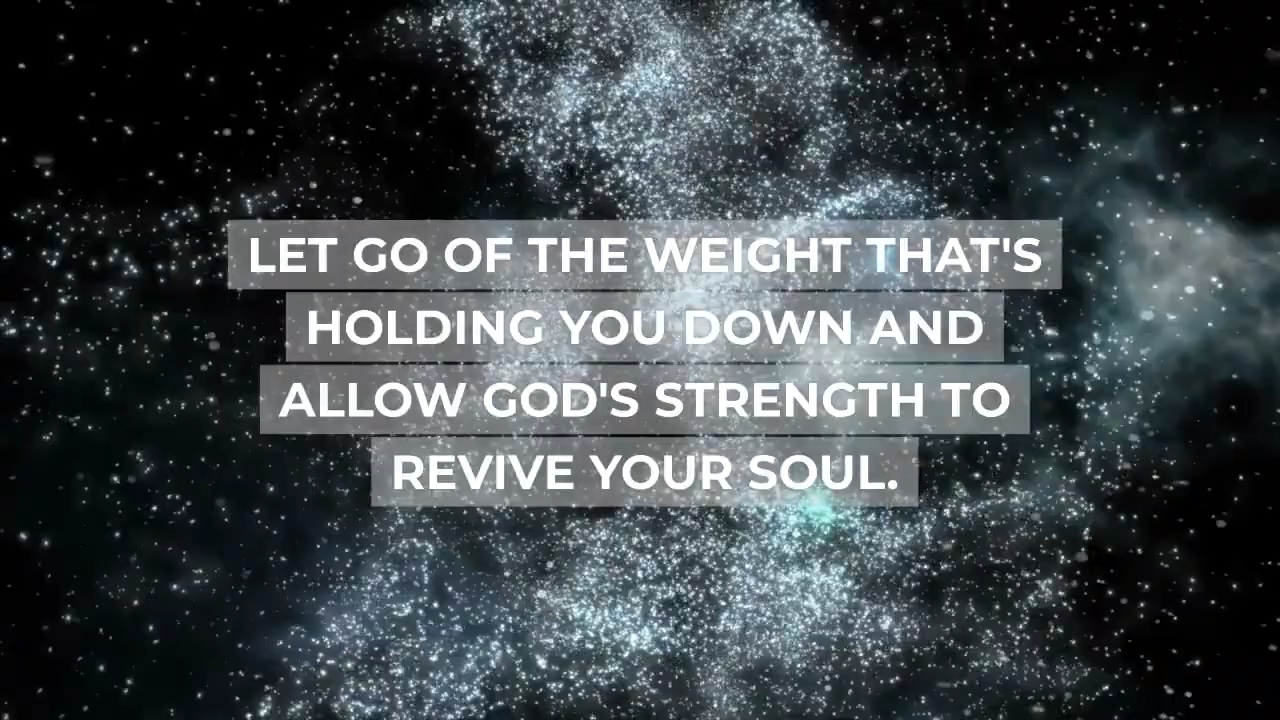 LET GO OF THE WEIGHT THAT'S
HOLDING YOU DOWN AND
ALLOW GOD'S STRENGTH TO
REVIVE YOUR SOUL.